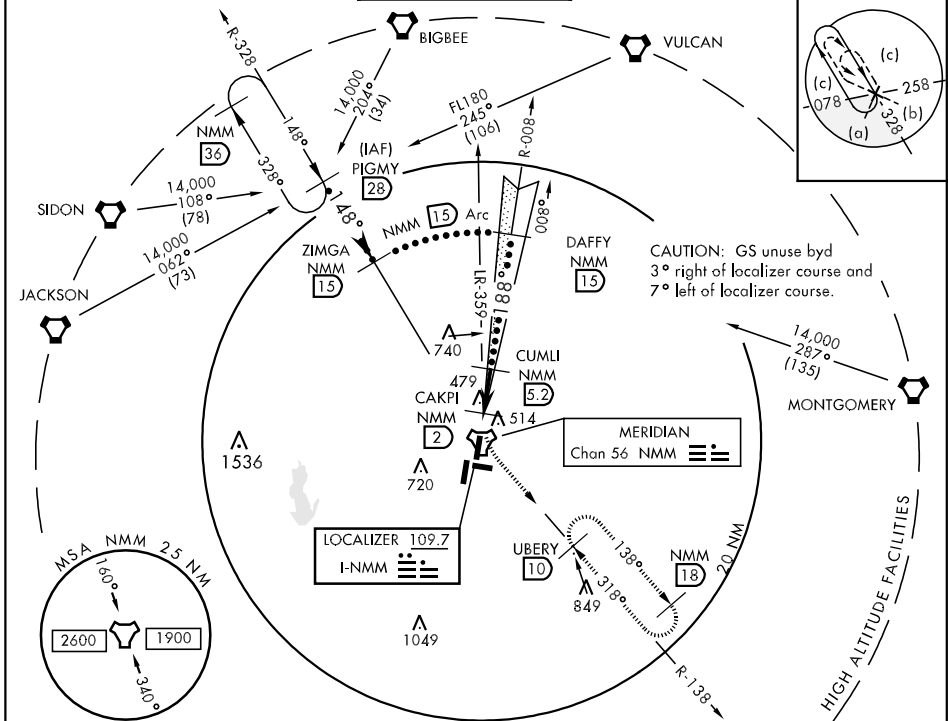 R-328
BIGBEE
VULCAN
14,000
204°
(34)
FL180
245°
(106)
R-008
(c)
(c)
258
078
(b)
(a)
328
NMM
36
148°
328°
(IAF)
PIGMY
28
14,000
108°
(78)
SIDON
148°
NMM 15 Arc
008°
14,000
062°
(73)
ZIMGA
NMM
15
DAFFY
NMM
15
CAUTION: GS unuse byd
3° right of localizer course and
7° left of localizer course.
JACKSON
LR-359
188°
14,000
287°
(135)
740
CUMLI
NMM
5.2
479
MONTGOMERY
CAKPI
NMM
2
514
MERIDIAN
Chan 56 NMM
1536
720
LOCALIZER 109.7
I-NMM
UBERY
10
138°
318°
NMM
18
20 NM
849
MSA NMM 25 NM
160°
2600
1900
340°
1049
R-138
HIGH ALTITUDE FACILITIES